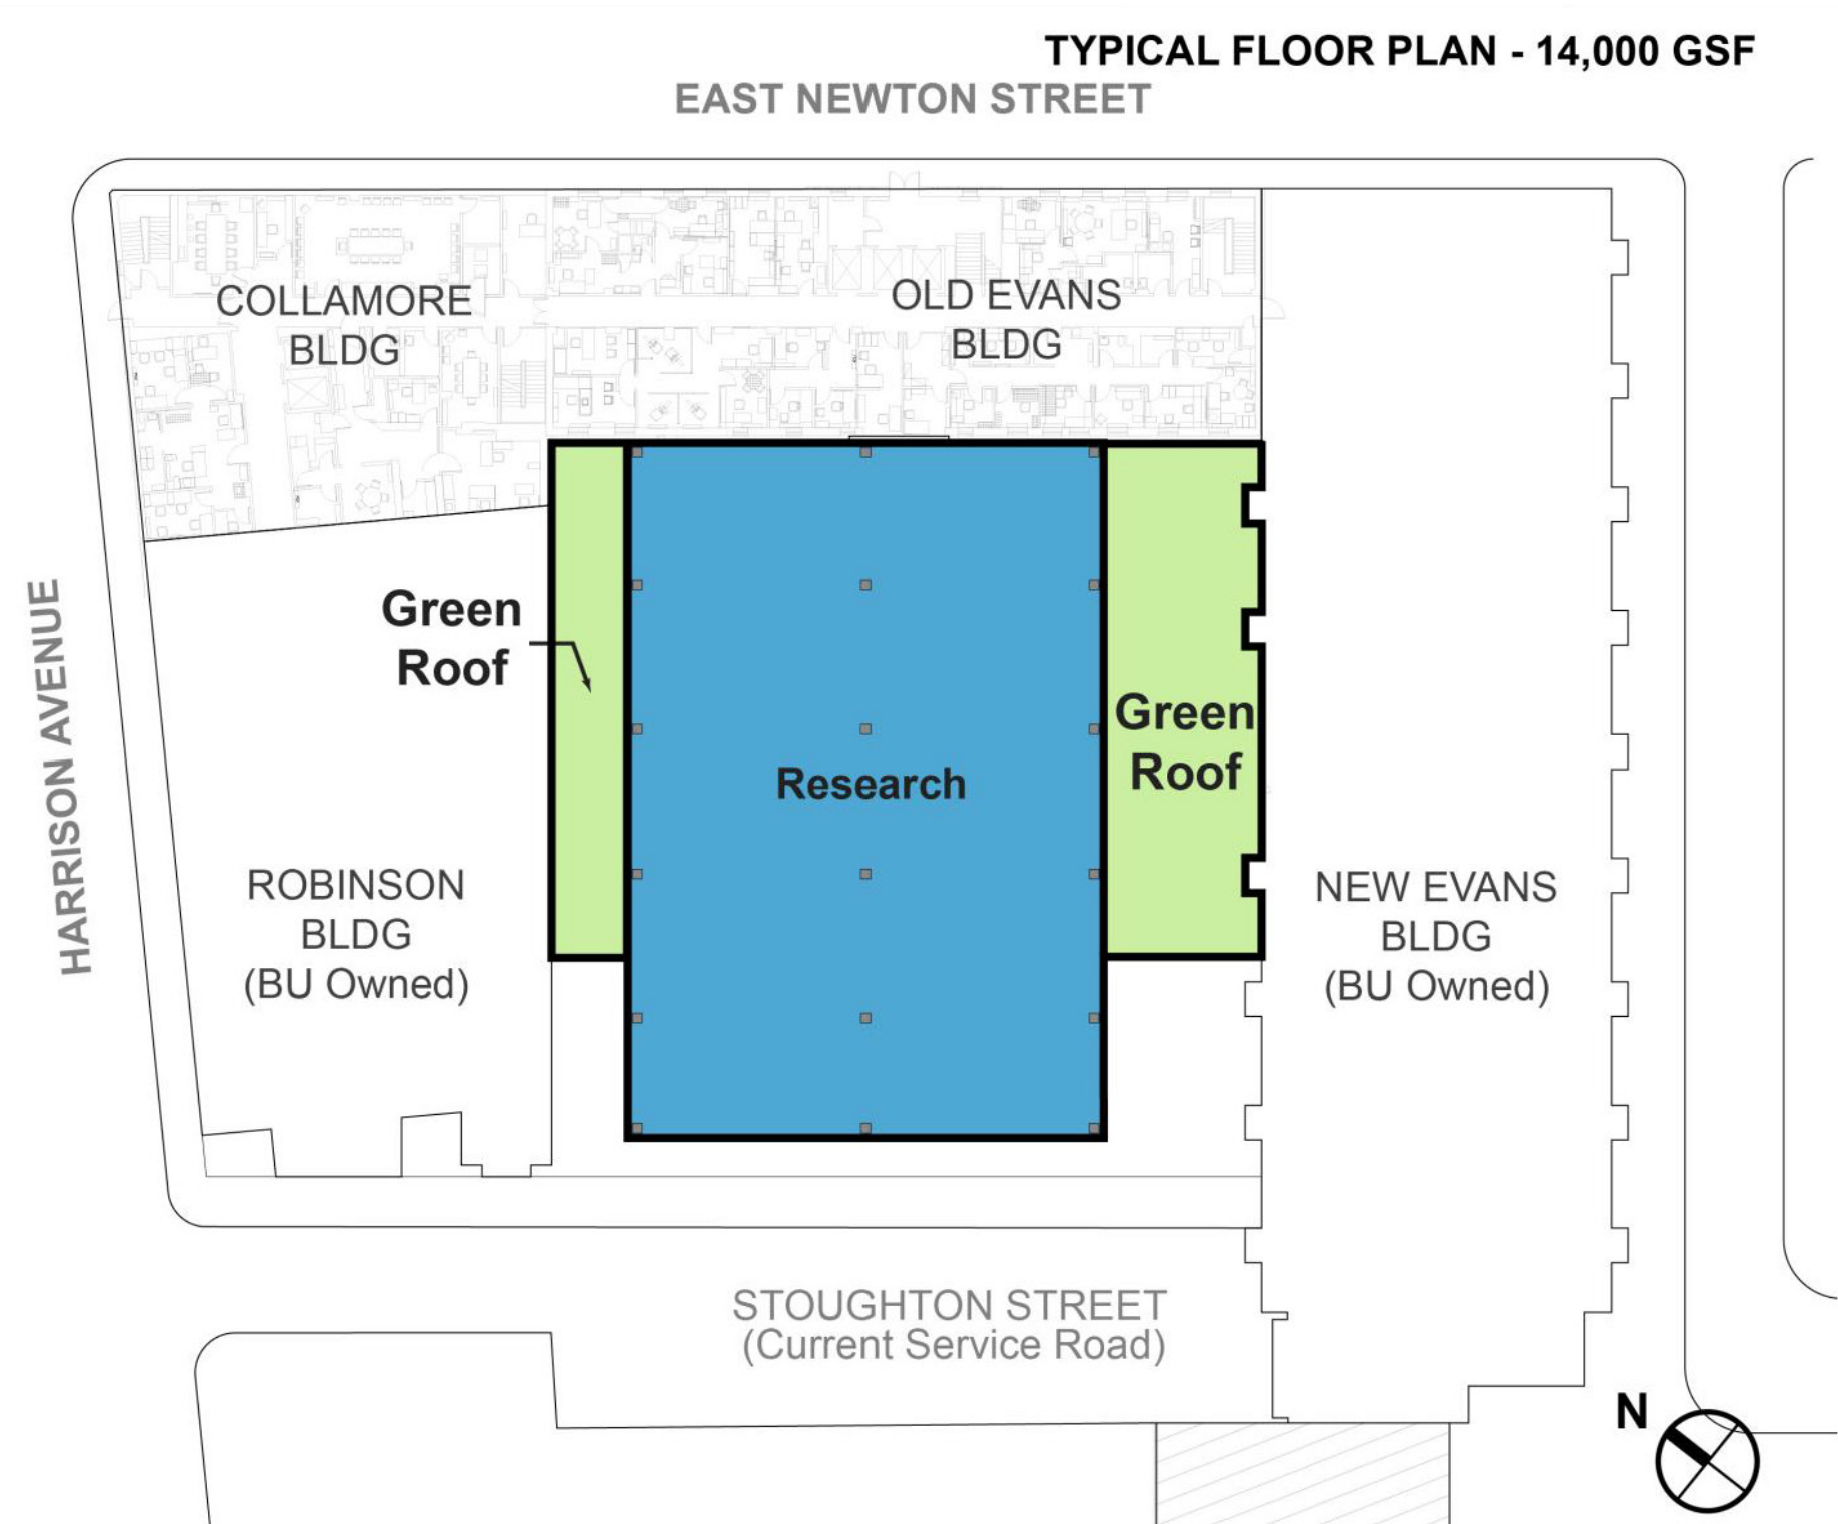 TYPICAL FLOOR PLAN - 14,000 GSF
EAST NEWTON STREET
COLLAMORE
BLDG
OLD EVANS
BLDG
HARRISON AVENUE
Green
Roof
Green
Roof
Research
ROBINSON
BLDG
(BU Owned)
NEW EVANS
BLDG
(BU Owned)
STOUGHTON STREET
(Current Service Road)
N